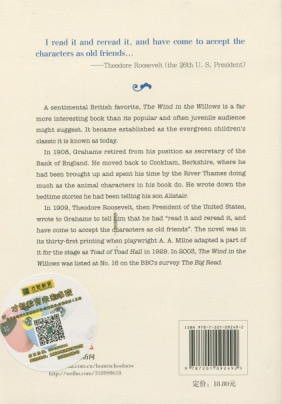 I read it and reread it, and have come to accept the
characters as old friends…
——Theodore Roosevelt (the 26th U. S. President)
A sentimental British favorite, The Wind in the Willows is a far
more interesting book than its popular and often juvenile audience
might suggest. It became established as the evergreen children's
classic it is known as today.
In 1908, Grahame retired from his position as secretary of the
Bank of England. He moved back to Cookham, Berkshire, where he
had been brought up and spent his time by the River Thames doing
much as the animal characters in his book do. He wrote down the
bedtime stories he had been telling his son Alistair.
In 1909, Theodore Roosevelt, then President of the United States,
wrote to Grahame to tell him that he had "read it and reread it, and
have come to accept the characters as old friends". The novel was in
its thirty-first printing when playwright A. A. Milne adapted a part of
it for the stage as Toad of Toad Hall in 1929. In 2003, The Wind in the
Willows was listed at No. 16 on the BBC's survey The Big Read.
访问
ISBN 978-7-201-09249-2
9 787201 092492
定价：18.80元